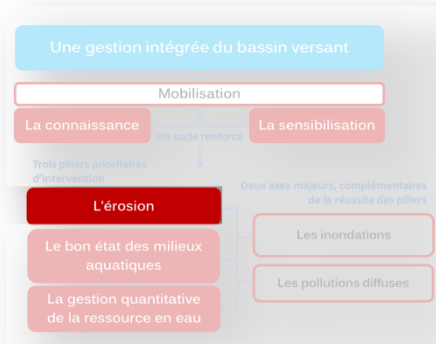 Une gestion intégrée du bassin versant
Mobilisation
La connaissance
La sensibilisation
Un socle renforcé
Trois piliers prioritaires
d'intervention
Deux axes majeurs, complémentaires
de la réussite des piliers
L'érosion
Les inondations
Le bon état des milieux
aquatiques
Les pollutions diffuses
La gestion quantitative
de la ressource en eau